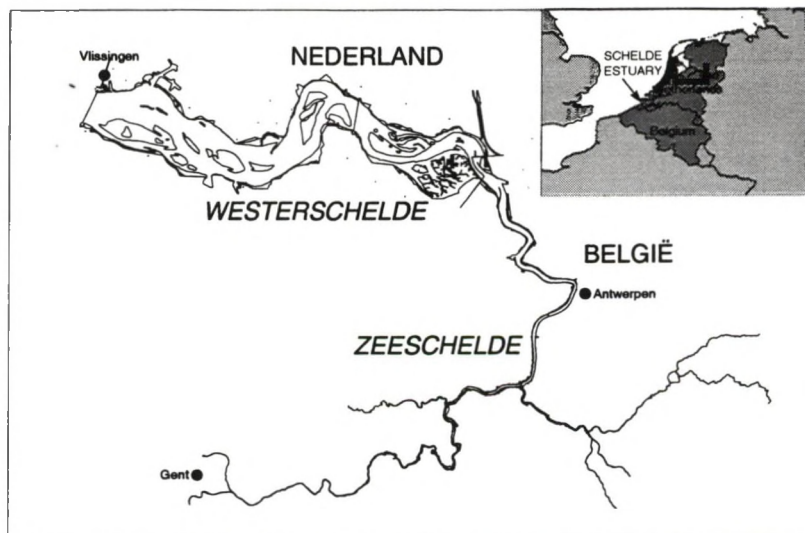 Vlissingen
NEDERLAND
SCHELDE
ESTUARY
Belgium
WESTERSCHELDE
BELGIË
Antwerpen
ZEESCHELDE
Gent